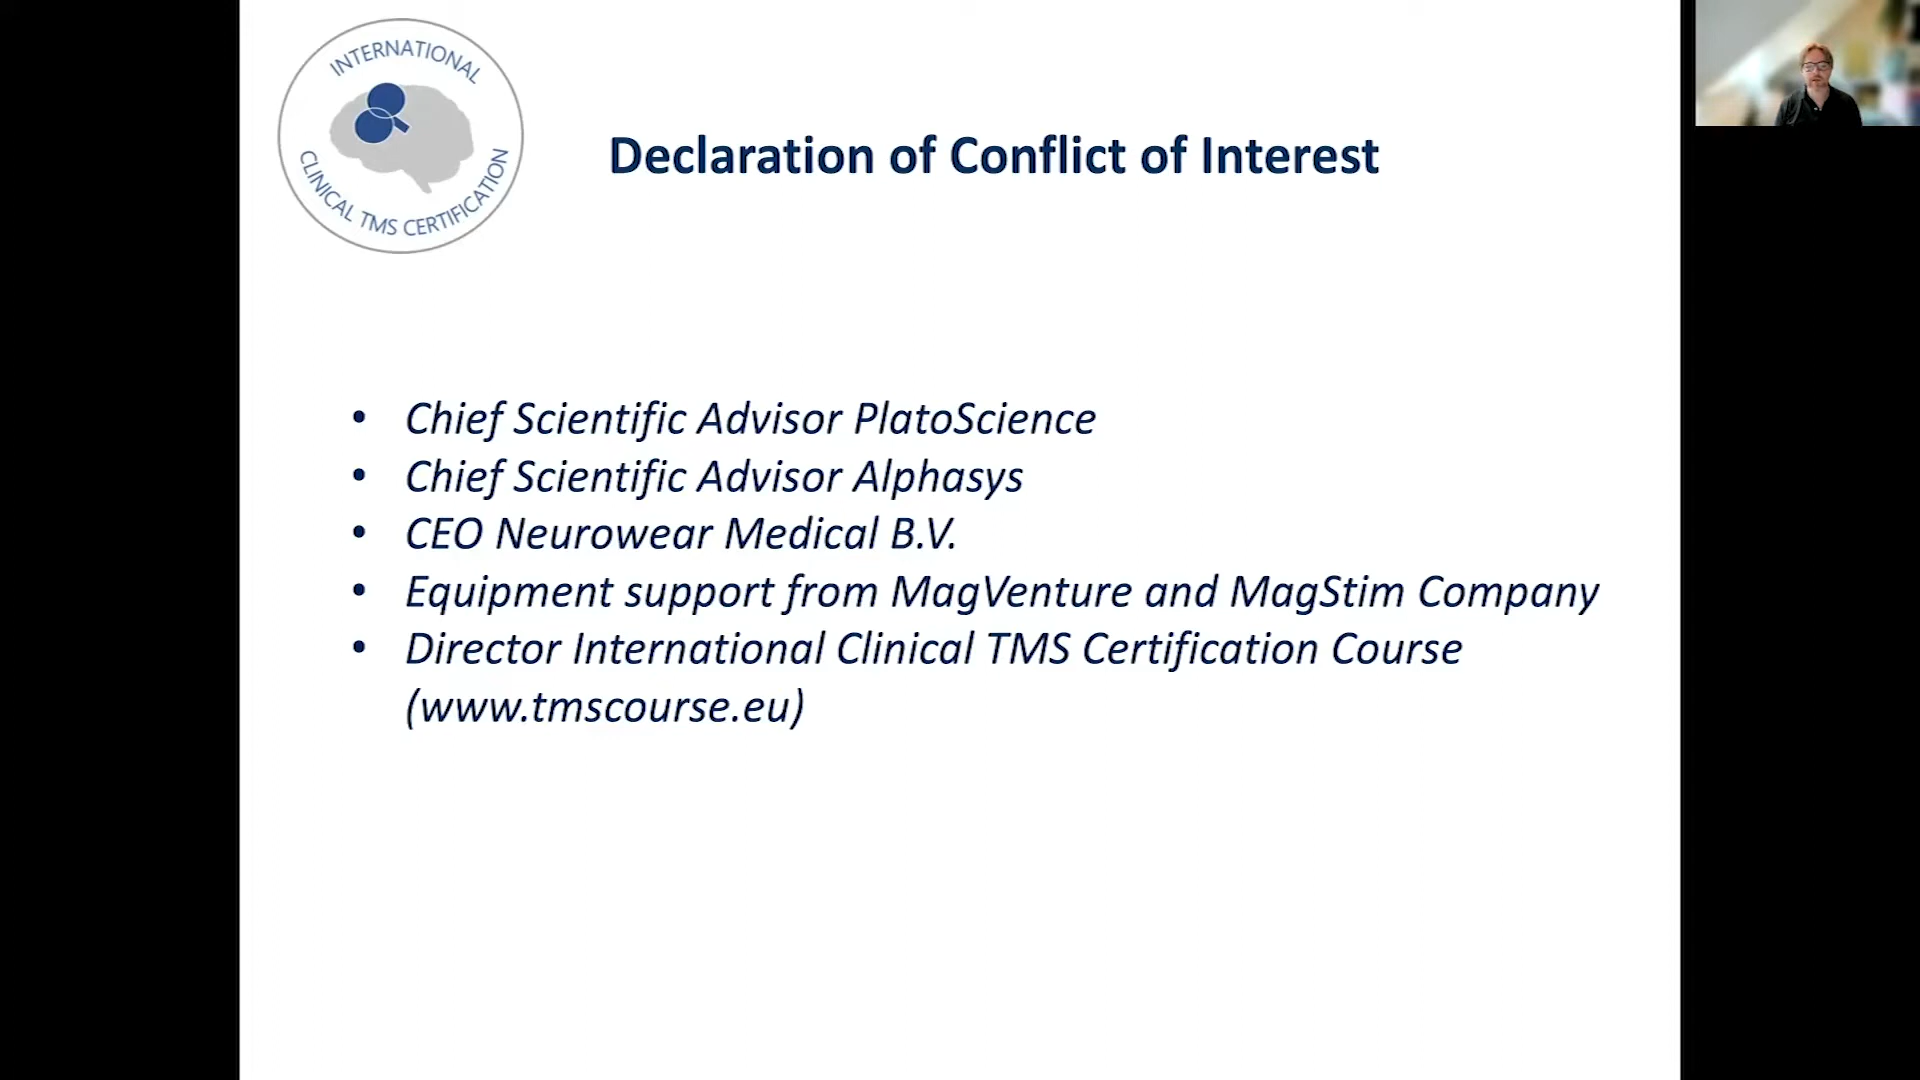 INTERNATIONAL
CLINICAL TMS CERTIFICATION
Declaration of Conflict of Interest
• Chief Scientific Advisor PlatoScience
• Chief Scientific Advisor Alphasys
• CEO Neurowear Medical B.V.
• Equipment support from MagVenture and MagStim Company
• Director International Clinical TMS Certification Course
(www.tmscourse.eu)